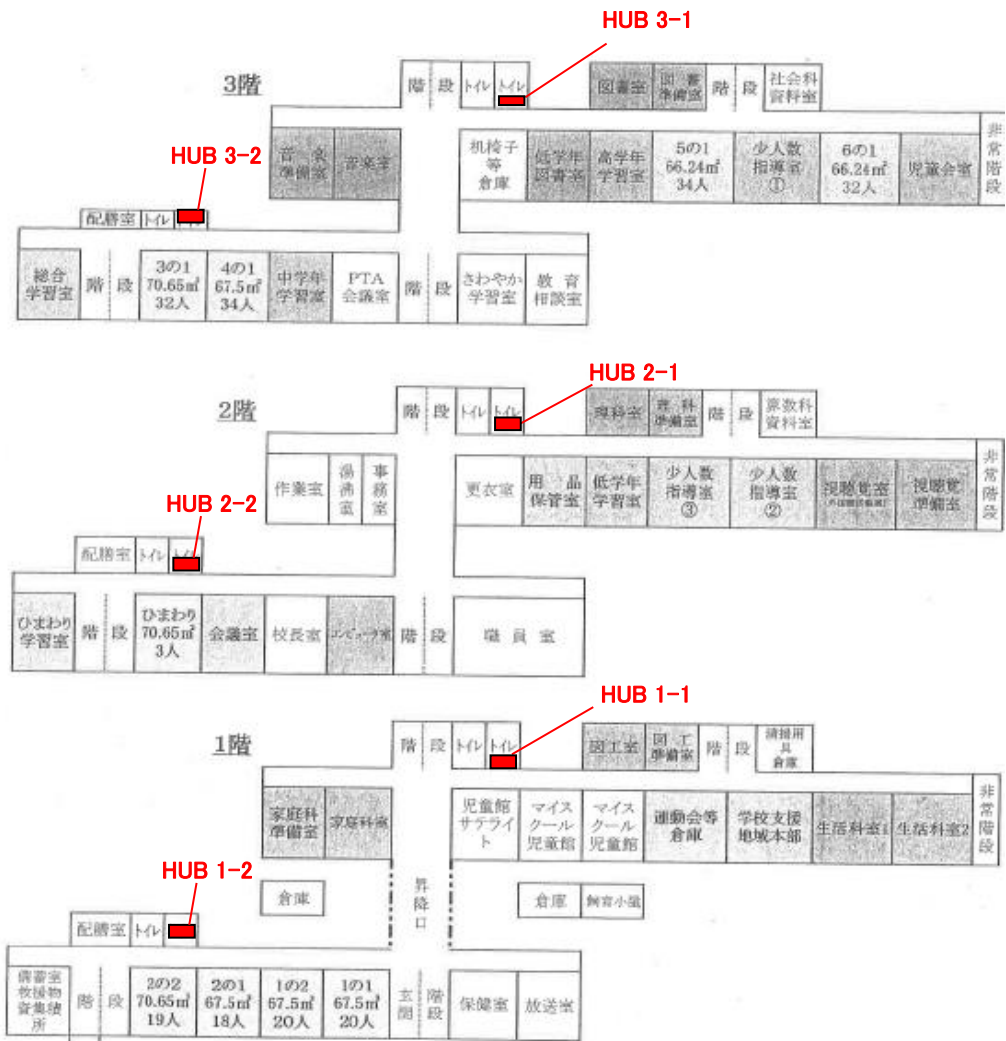 HUB 3-1
3階
階 段
トイレ
トイレ
図書室
図書
準備室
階 段
社会科
資料室
HUB 3-2
音楽
準備室
音楽室
机椅子
等
倉庫
低学年
図書室
高学年
学習室
5の1
66.24㎡
34人
少人数
指導室
①
6の1
66.24㎡
32人
児童会室
非常階段
配膳室
トイレ
総合
学習室
階 段
3の1
70.65㎡
32人
4の1
67.5㎡
34人
中学年
学習室
PTA
会議室
階 段
さわやか
学習室
教育
相談室
HUB 2-1
2階
階 段
トイレ
トイレ
理科室
理科
準備室
階 段
算数科
資料室
作業室
湯沸室
事務室
更衣室
用品
保管室
低学年
学習室
少人数
指導室
③
少人数
指導室
②
視聴覚室
視聴覚
準備室
非常階段
HUB 2-2
配膳室
トイレ
トイレ
ひまわり
学習室
階 段
ひまわり
70.65㎡
3人
会議室
校長室
コンピュータ室
階 段
職員室
HUB 1-1
1階
階 段
トイレ
トイレ
図工室
図工
準備室
階 段
清掃用
具
倉庫
家庭科
準備室
家庭科室
児童館
サテライ
ト
マイス
クール
児童館
マイス
クール
児童館
運動会等
倉庫
学校支援
地域本部
生活科室1
生活科室2
非常階段
HUB 1-2
倉庫
昇降口
倉庫
飼育小屋
配膳室
トイレ
備蓄室
救援物
資集積
所
階 段
2の2
70.65㎡
19人
2の1
67.5㎡
18人
1の2
67.5㎡
20人
1の1
67.5㎡
20人
玄関
階段
保健室
放送室